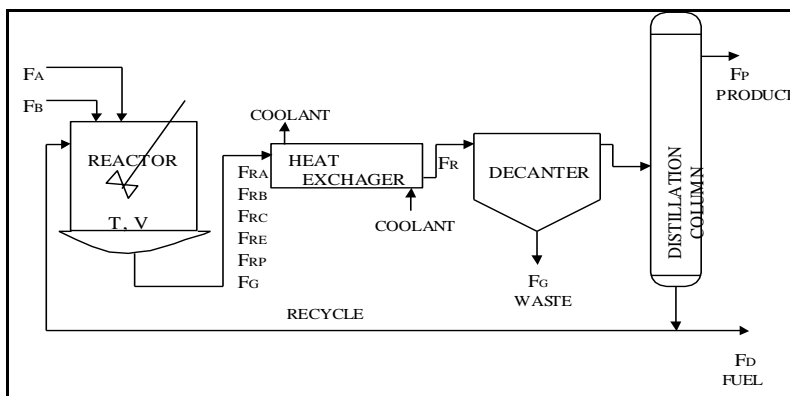 FA
FB
REACTOR
T, V
COOLANT
HEAT
EXCHAGER
COOLANT
FRA
FRB
FRC
FRE
FRP
FG
FR
DECANTER
FG
WASTE
DISTILLATION
COLUMN
FP
PRODUCT
RECYCLE
FD
FUEL